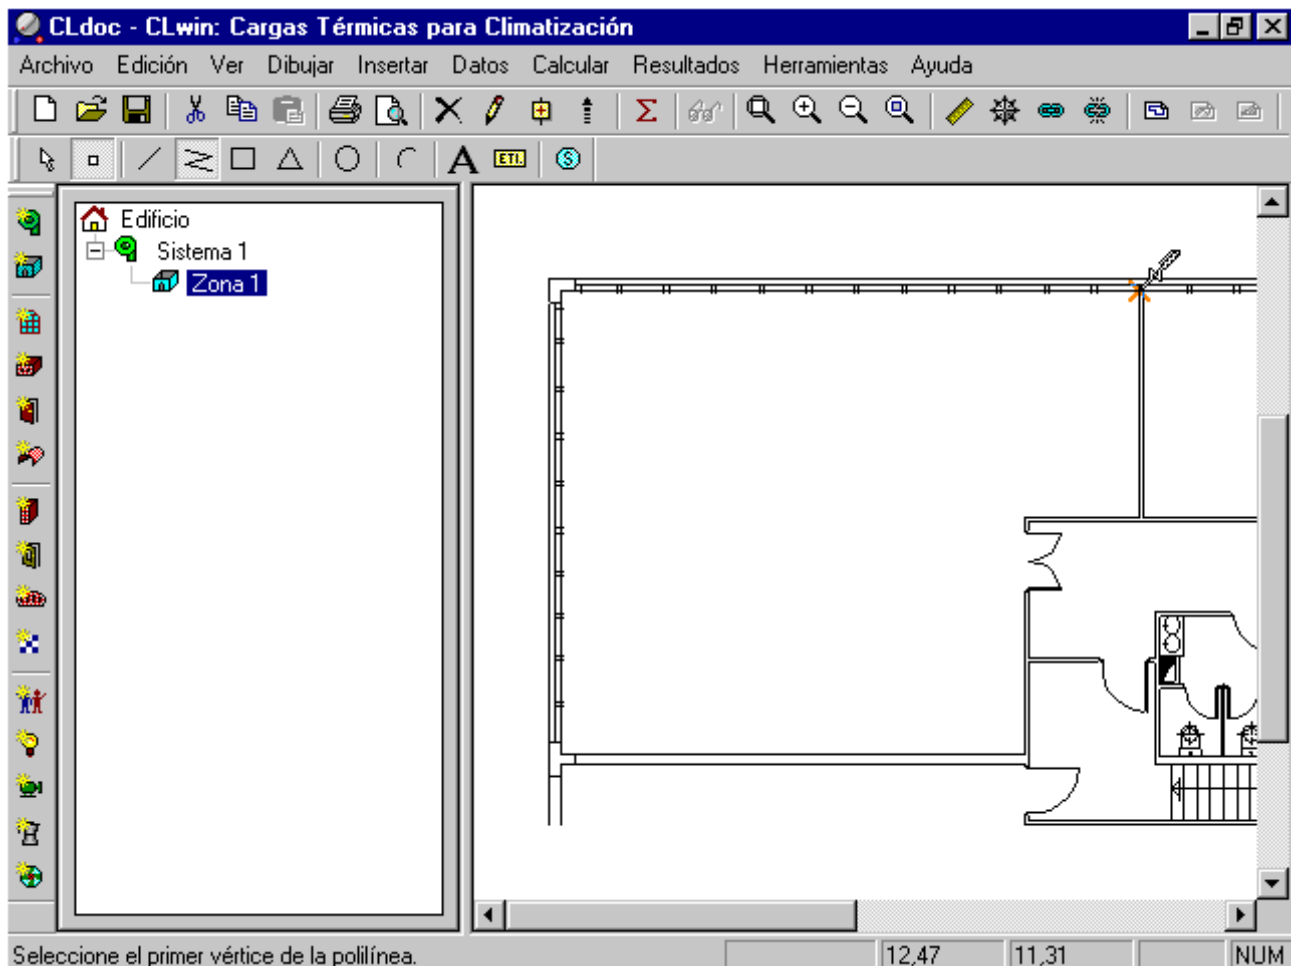 CLdoc - CLwin: Cargas Térmicas para Climatización
Archivo Edición Ver Dibujar Insertar Datos Calcular Resultados Herramientas Ayuda
A ETI. S
Edificio
Sistema 1
Zona 1
Seleccione el primer vértice de la polilínea. 12,47 11,31 NUM